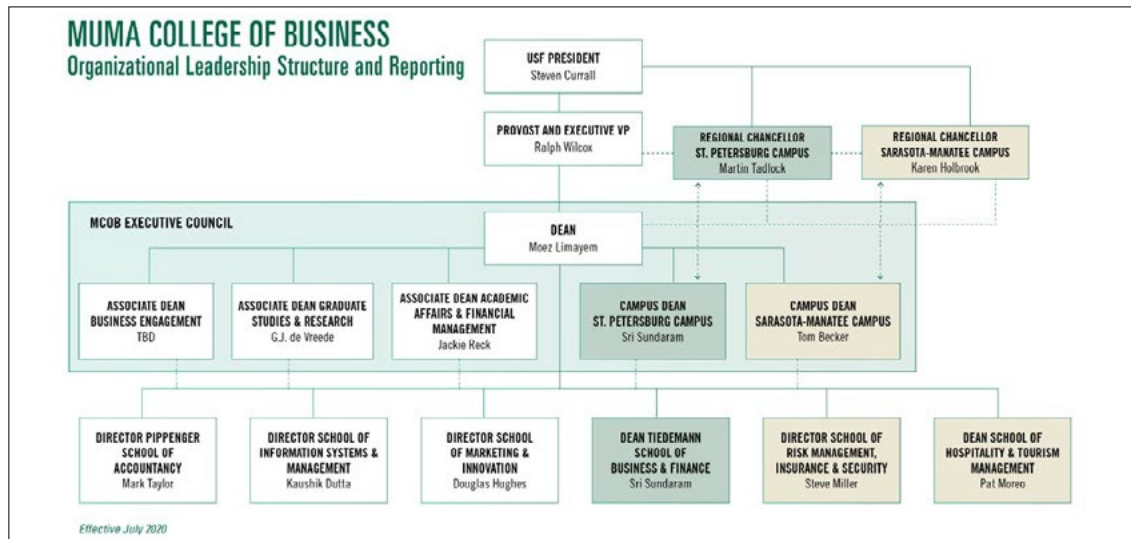 MUMA COLLEGE OF BUSINESS
Organizational Leadership Structure and Reporting
USF PRESIDENT
Steven Currall
PROVOST AND EXECUTIVE VP
Ralph Wilcox
REGIONAL CHANCELLOR
ST. PETERSBURG CAMPUS
Martin Tadlock
REGIONAL CHANCELLOR
SARASOTA-MANATEE CAMPUS
Karen Holbrook
MCOB EXECUTIVE COUNCIL
DEAN
Moez Limayem
ASSOCIATE DEAN
BUSINESS ENGAGEMENT
TBD
ASSOCIATE DEAN GRADUATE
STUDIES & RESEARCH
G.J. de Vreede
ASSOCIATE DEAN ACADEMIC
AFFAIRS & FINANCIAL
MANAGEMENT
Jackie Reck
CAMPUS DEAN
ST. PETERSBURG CAMPUS
Sri Sundaram
CAMPUS DEAN
SARASOTA-MANATEE CAMPUS
Tom Becker
DIRECTOR PIPPENGER
SCHOOL OF
ACCOUNTANCY
Mark Taylor
DIRECTOR SCHOOL OF
INFORMATION SYSTEMS &
MANAGEMENT
Kaushik Dutta
DIRECTOR SCHOOL
OF MARKETING &
INNOVATION
Douglas Hughes
DEAN TIEDEMANN
SCHOOL OF
BUSINESS & FINANCE
Sri Sundaram
DIRECTOR SCHOOL OF
RISK MANAGEMENT,
INSURANCE & SECURITY
Steve Miller
DEAN SCHOOL OF
HOSPITALITY & TOURISM
MANAGEMENT
Pat Moreo
Effective July 2020